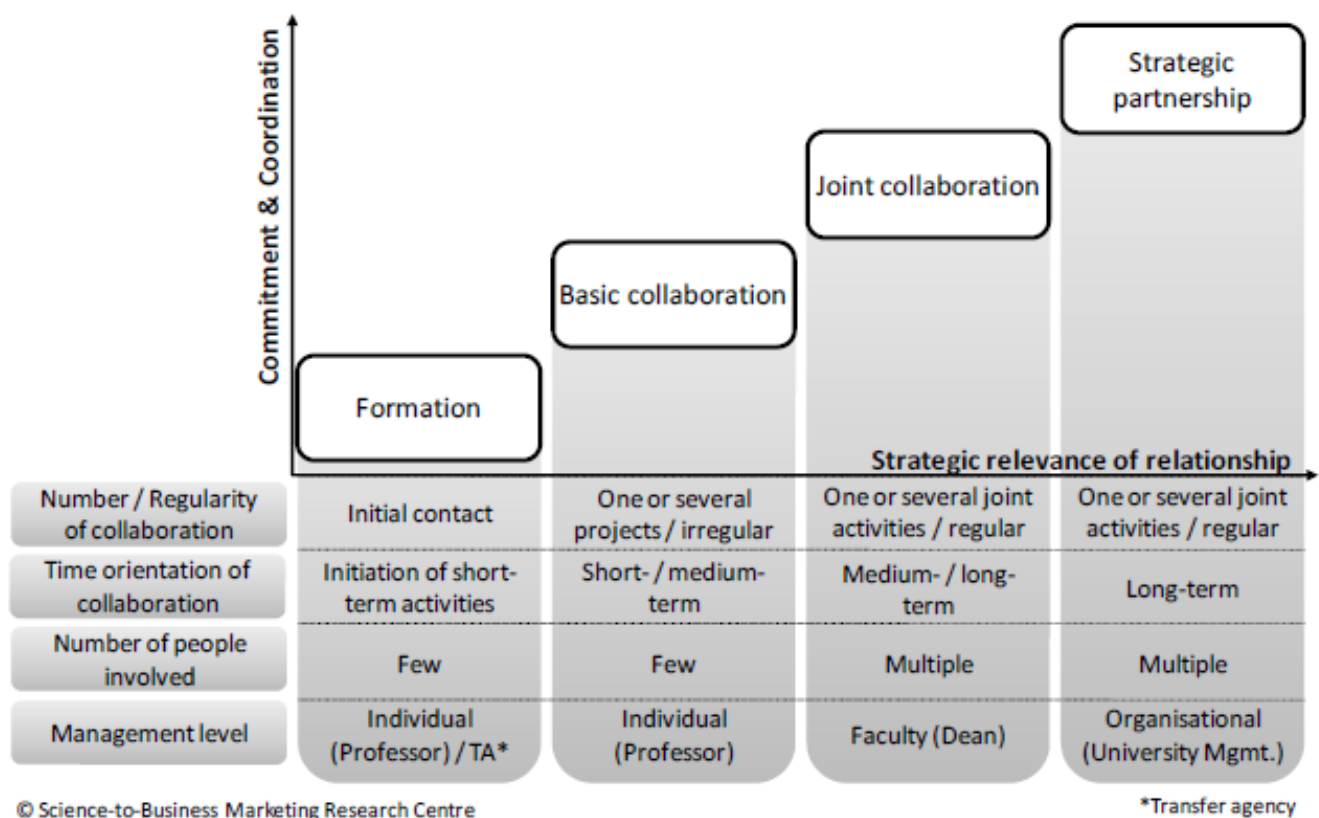 Commitment & Coordination
Strategic
partnership
Joint collaboration
Basic collaboration
Formation
Strategic relevance of relationship
Number / Regularity
of collaboration
Initial contact
One or several
projects / irregular
One or several joint
activities / regular
One or several joint
activities / regular
Time orientation of
collaboration
Initiation of short-
term activities
Short- / medium-
term
Medium- / long-
term
Long-term
Number of people
involved
Few
Few
Multiple
Multiple
Management level
Individual
(Professor) / TA*
Individual
(Professor)
Faculty (Dean)
Organisational
(University Mgmt.)
© Science-to-Business Marketing Research Centre
*Transfer agency